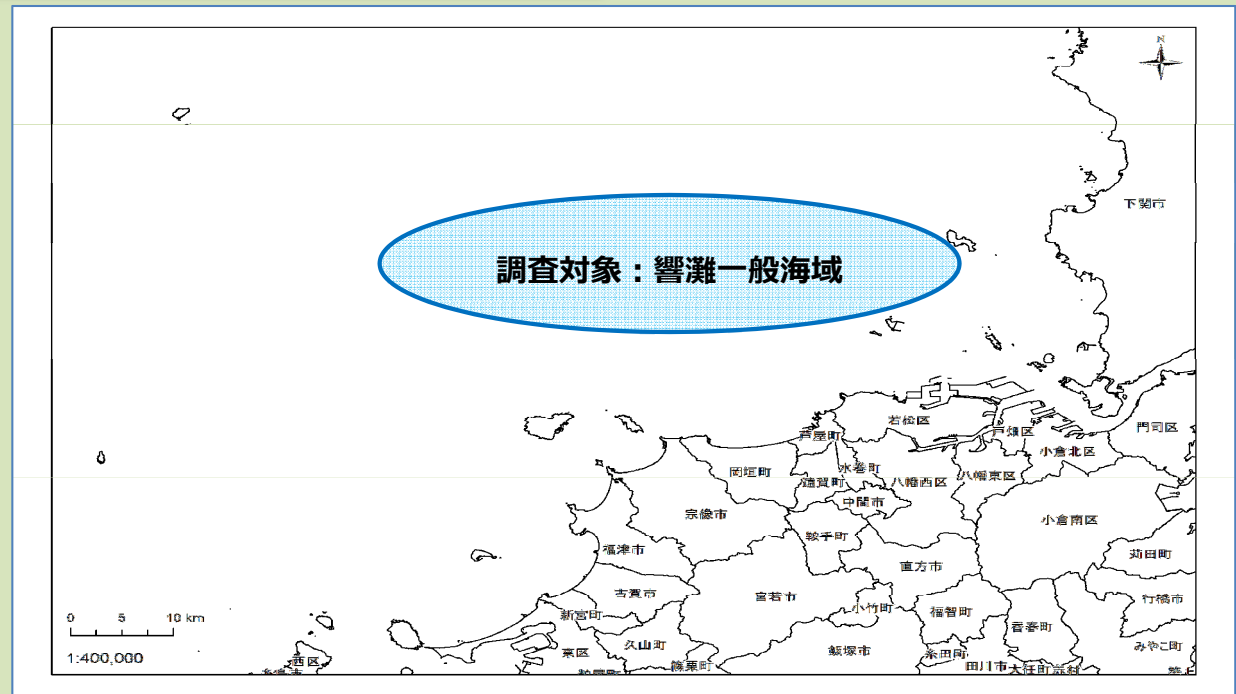 N
下関市
調査対象：響灘一般海域
若松区
門司区
芦屋町
戸畑区
小倉北区
岡垣町
水巻町
遠賀町
八幡西区
八幡東区
中間市
宗像市
小倉南区
鞍手町
福津市
苅田町
直方市
古賀市
宮若市
小竹町
福智町
行橋市
新宮町
香春町
0 5 10 km
久山町
みやこ町
飯塚市
糸田町
東区
1:400,000
西区
篠栗町
田川市
大任町